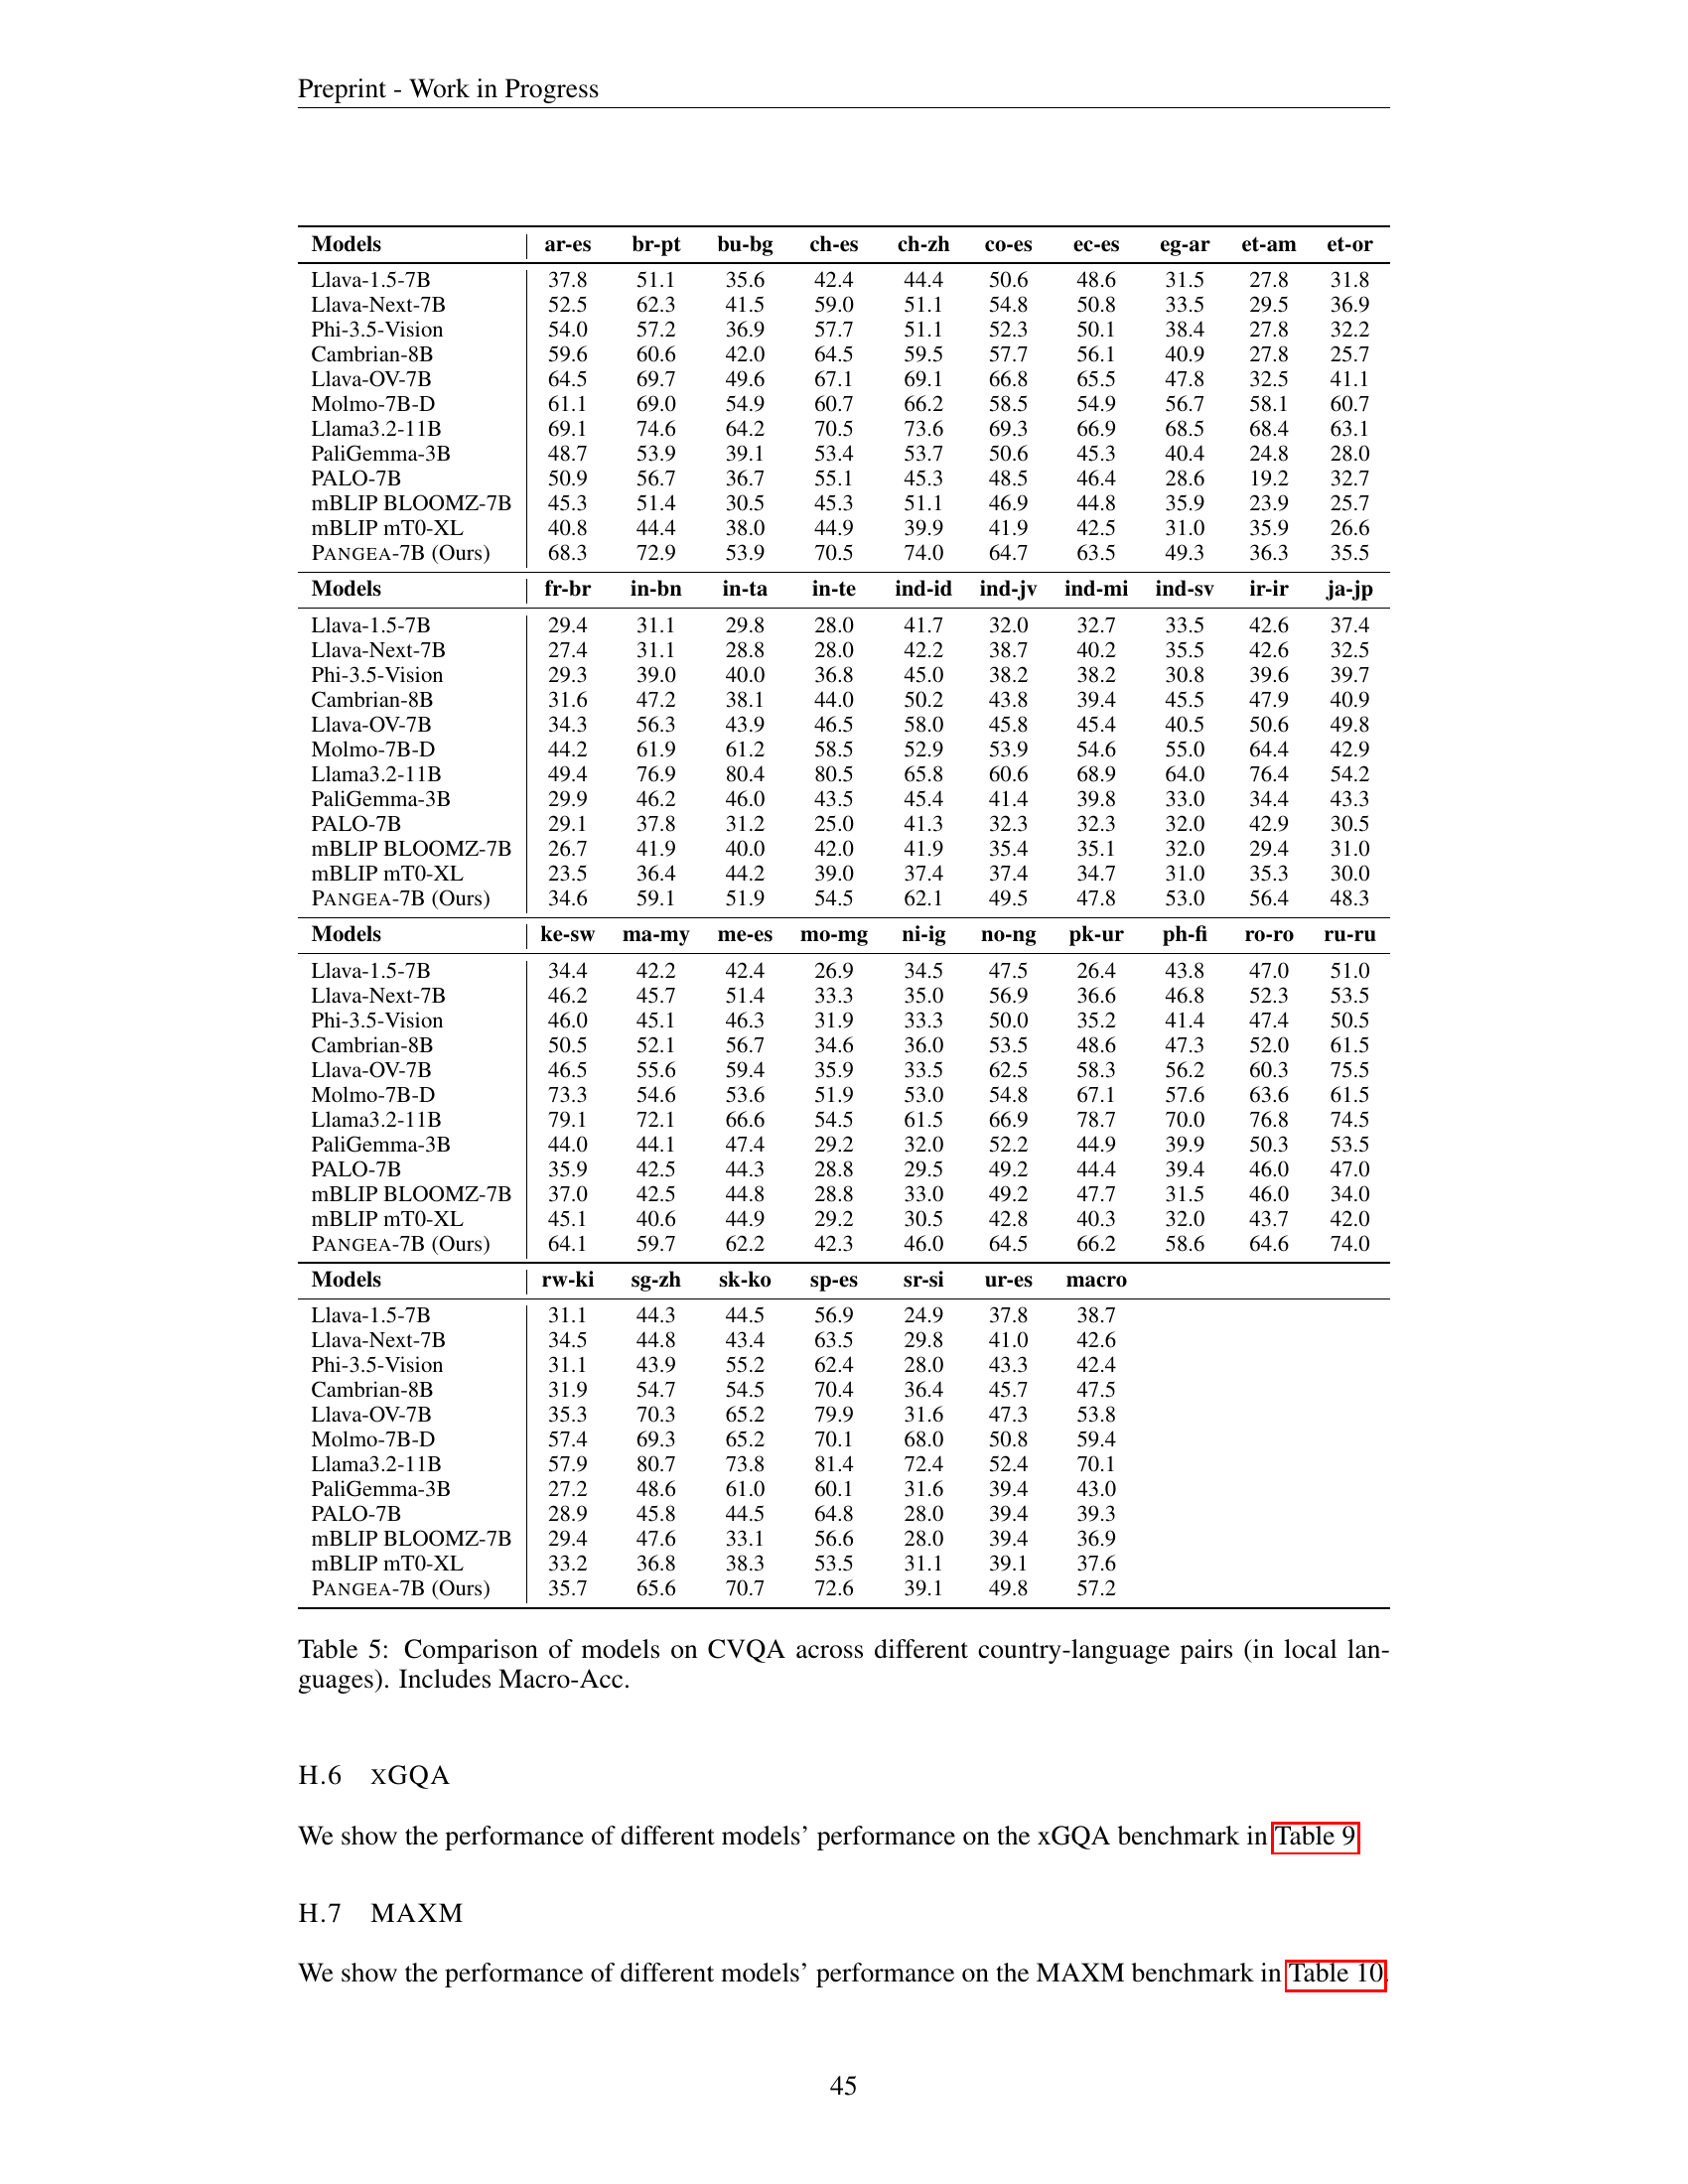 Preprint - Work in Progress
Models ar-es br-pt bu-bg ch-es ch-zh co-es ec-es eg-ar et-am et-or
Llava-1.5-7B 37.8 51.1 35.6 42.4 44.4 50.6 48.6 31.5 27.8 31.8
Llava-Next-7B 52.5 62.3 41.5 59.0 51.1 54.8 50.8 33.5 29.5 36.9
Phi-3.5-Vision 54.0 57.2 36.9 57.7 51.1 52.3 50.1 38.4 27.8 32.2
Cambrian-8B 59.6 60.6 42.0 64.5 59.5 57.7 56.1 40.9 27.8 25.7
Llava-OV-7B 64.5 69.7 49.6 67.1 69.1 66.8 65.5 47.8 32.5 41.1
Molmo-7B-D 61.1 69.0 54.9 60.7 66.2 58.5 54.9 56.7 58.1 60.7
Llama3.2-11B 69.1 74.6 64.2 70.5 73.6 69.3 66.9 68.5 68.4 63.1
PaliGemma-3B 48.7 53.9 39.1 53.4 53.7 50.6 45.3 40.4 24.8 28.0
PALO-7B 50.9 56.7 36.7 55.1 45.3 48.5 46.4 28.6 19.2 32.7
mBLIP BLOOMZ-7B 45.3 51.4 30.5 45.3 51.1 46.9 44.8 35.9 23.9 25.7
mBLIP mT0-XL 40.8 44.4 38.0 44.9 39.9 41.9 42.5 31.0 35.9 26.6
PANGEA-7B (Ours) 68.3 72.9 53.9 70.5 74.0 64.7 63.5 49.3 36.3 35.5
Models fr-br in-bn in-ta in-te ind-id ind-jv ind-mi ind-sv ir-ir ja-jp
Llava-1.5-7B 29.4 31.1 29.8 28.0 41.7 32.0 32.7 33.5 42.6 37.4
Llava-Next-7B 27.4 31.1 28.8 28.0 42.2 38.7 40.2 35.5 42.6 32.5
Phi-3.5-Vision 29.3 39.0 40.0 36.8 45.0 38.2 38.2 30.8 39.6 39.7
Cambrian-8B 31.6 47.2 38.1 44.0 50.2 43.8 39.4 45.5 47.9 40.9
Llava-OV-7B 34.3 56.3 43.9 46.5 58.0 45.8 45.4 40.5 50.6 49.8
Molmo-7B-D 44.2 61.9 61.2 58.5 52.9 53.9 54.6 55.0 64.4 42.9
Llama3.2-11B 49.4 76.9 80.4 80.5 65.8 60.6 68.9 64.0 76.4 54.2
PaliGemma-3B 29.9 46.2 46.0 43.5 45.4 41.4 39.8 33.0 34.4 43.3
PALO-7B 29.1 37.8 31.2 25.0 41.3 32.3 32.3 32.0 42.9 30.5
mBLIP BLOOMZ-7B 26.7 41.9 40.0 42.0 41.9 35.4 35.1 32.0 29.4 31.0
mBLIP mT0-XL 23.5 36.4 44.2 39.0 37.4 37.4 34.7 31.0 35.3 30.0
PANGEA-7B (Ours) 34.6 59.1 51.9 54.5 62.1 49.5 47.8 53.0 56.4 48.3
Models ke-sw ma-my me-es mo-mg ni-ig no-ng pk-ur ph-fi ro-ro ru-ru
Llava-1.5-7B 34.4 42.2 42.4 26.9 34.5 47.5 26.4 43.8 47.0 51.0
Llava-Next-7B 46.2 45.7 51.4 33.3 35.0 56.9 36.6 46.8 52.3 53.5
Phi-3.5-Vision 46.0 45.1 46.3 31.9 33.3 50.0 35.2 41.4 47.4 50.5
Cambrian-8B 50.5 52.1 56.7 34.6 36.0 53.5 48.6 47.3 52.0 61.5
Llava-OV-7B 46.5 55.6 59.4 35.9 33.5 62.5 58.3 56.2 60.3 75.5
Molmo-7B-D 73.3 54.6 53.6 51.9 53.0 54.8 67.1 57.6 63.6 61.5
Llama3.2-11B 79.1 72.1 66.6 54.5 61.5 66.9 78.7 70.0 76.8 74.5
PaliGemma-3B 44.0 44.1 47.4 29.2 32.0 52.2 44.9 39.9 50.3 53.5
PALO-7B 35.9 42.5 44.3 28.8 29.5 49.2 44.4 39.4 46.0 47.0
mBLIP BLOOMZ-7B 37.0 42.5 44.8 28.8 33.0 49.2 47.7 31.5 46.0 34.0
mBLIP mT0-XL 45.1 40.6 44.9 29.2 30.5 42.8 40.3 32.0 43.7 42.0
PANGEA-7B (Ours) 64.1 59.7 62.2 42.3 46.0 64.5 66.2 58.6 64.6 74.0
Models rw-ki sg-zh sk-ko sp-es sr-si ur-es macro
Llava-1.5-7B 31.1 44.3 44.5 56.9 24.9 37.8 38.7
Llava-Next-7B 34.5 44.8 43.4 63.5 29.8 41.0 42.6
Phi-3.5-Vision 31.1 43.9 55.2 62.4 28.0 43.3 42.4
Cambrian-8B 31.9 54.7 54.5 70.4 36.4 45.7 47.5
Llava-OV-7B 35.3 70.3 65.2 79.9 31.6 47.3 53.8
Molmo-7B-D 57.4 69.3 65.2 70.1 68.0 50.8 59.4
Llama3.2-11B 57.9 80.7 73.8 81.4 72.4 52.4 70.1
PaliGemma-3B 27.2 48.6 61.0 60.1 31.6 39.4 43.0
PALO-7B 28.9 45.8 44.5 64.8 28.0 39.4 39.3
mBLIP BLOOMZ-7B 29.4 47.6 33.1 56.6 28.0 39.4 36.9
mBLIP mT0-XL 33.2 36.8 38.3 53.5 31.1 39.1 37.6
PANGEA-7B (Ours) 35.7 65.6 70.7 72.6 39.1 49.8 57.2
Table 5: Comparison of models on CVQA across different country-language pairs (in local lan-
guages). Includes Macro-Acc.
H.6 XGQA
We show the performance of different models' performance on the xGQA benchmark in Table 9
H.7 MAXM
We show the performance of different models' performance on the MAXM benchmark in Table 10.
45